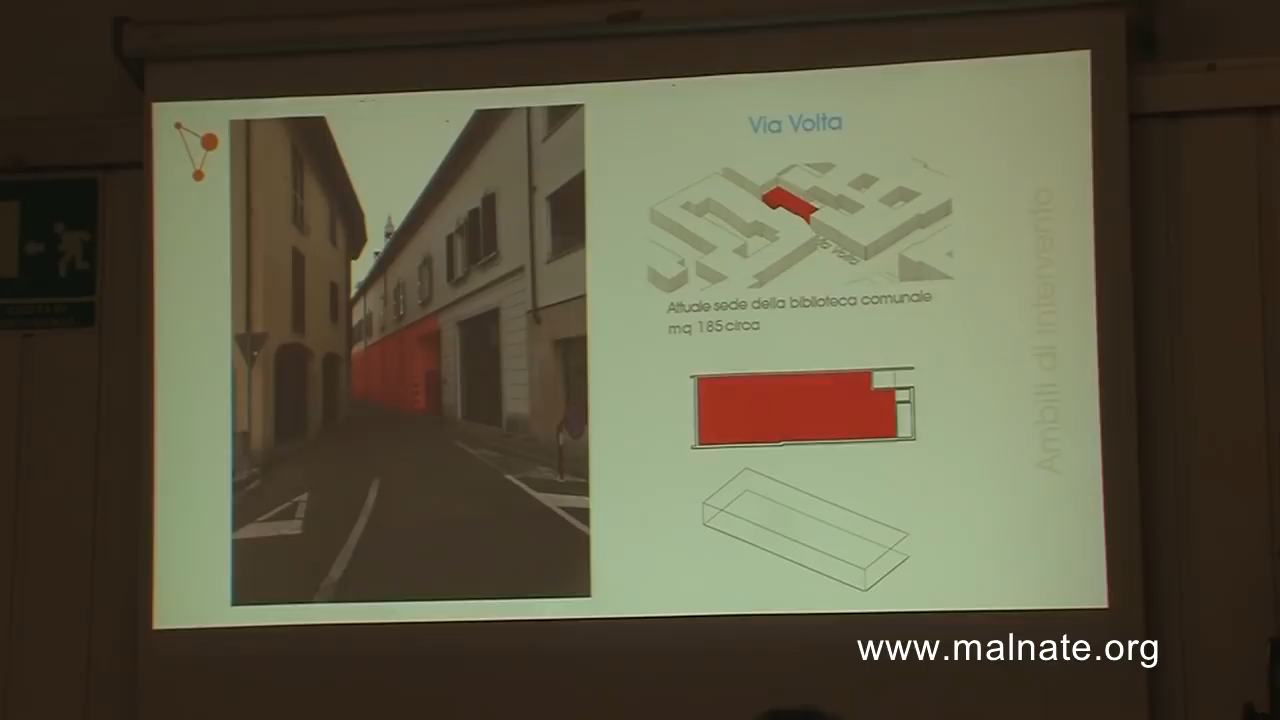 Via Volta
Attuale sede della biblioteca comunale
mq 185 circa
Ambiti di intervento
www.malnate.org